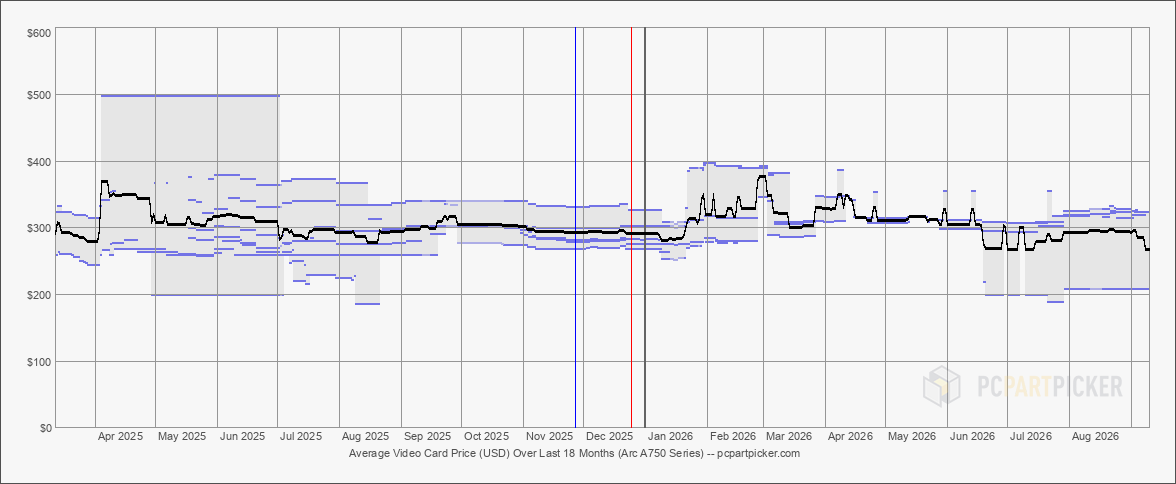 $600
$500
$400
$300
$200
$100
$0
PCPARTPICKER
Apr 2025 May 2025 Jun 2025 Jul 2025 Aug 2025 Sep 2025 Oct 2025 Nov 2025 Dec 2025 Jan 2026 Feb 2026 Mar 2026 Apr 2026 May 2026 Jun 2026 Jul 2026 Aug 2026
Average Video Card Price (USD) Over Last 18 Months (Arc A750 Series) -- pcpartpicker.com